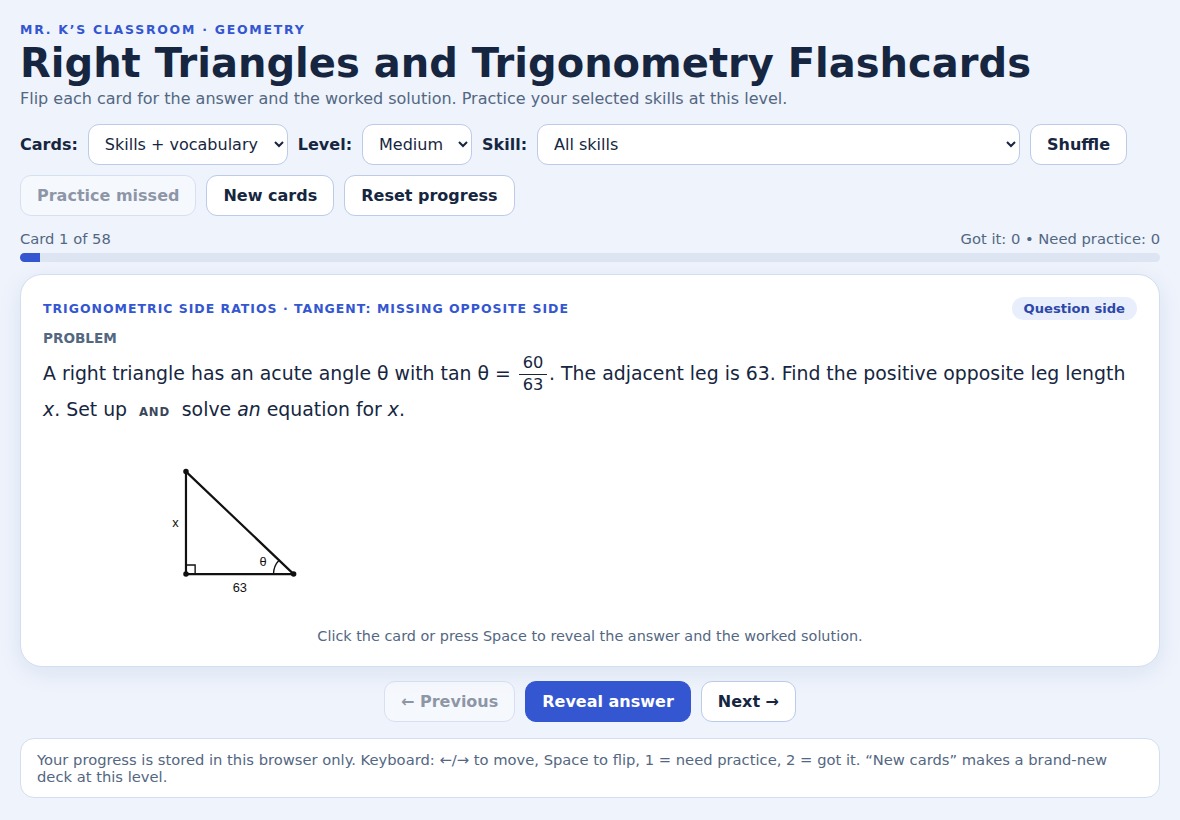 MR. K’S CLASSROOM · GEOMETRY
Right Triangles and Trigonometry Flashcards
Flip each card for the answer and the worked solution. Practice your selected skills at this level.
Cards: Skills + vocabulary Level: Medium Skill: All skills Shuffle
Practice missed New cards Reset progress
Card 1 of 58 Got it: 0 • Need practice: 0
TRIGONOMETRIC SIDE RATIOS · TANGENT: MISSING OPPOSITE SIDE Question side
PROBLEM
A right triangle has an acute angle θ with tan θ = 60/63. The adjacent leg is 63. Find the positive opposite leg length
x. Set up AND solve an equation for x.
x
θ
63
Click the card or press Space to reveal the answer and the worked solution.
← Previous Reveal answer Next →
Your progress is stored in this browser only. Keyboard: ←/→ to move, Space to flip, 1 = need practice, 2 = got it. “New cards” makes a brand-new
deck at this level.